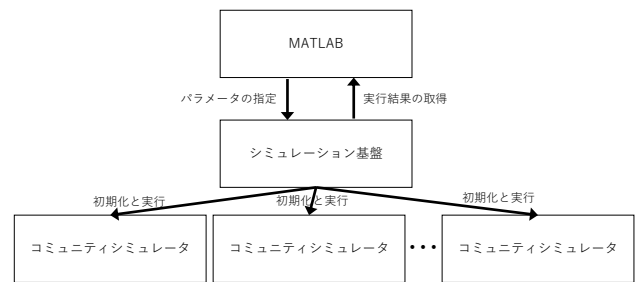 MATLAB
パラメータの指定
実行結果の取得
シミュレーション基盤
初期化と実行
初期化と実行
初期化と実行
コミュニティシミュレータ
コミュニティシミュレータ
・・・
コミュニティシミュレータ